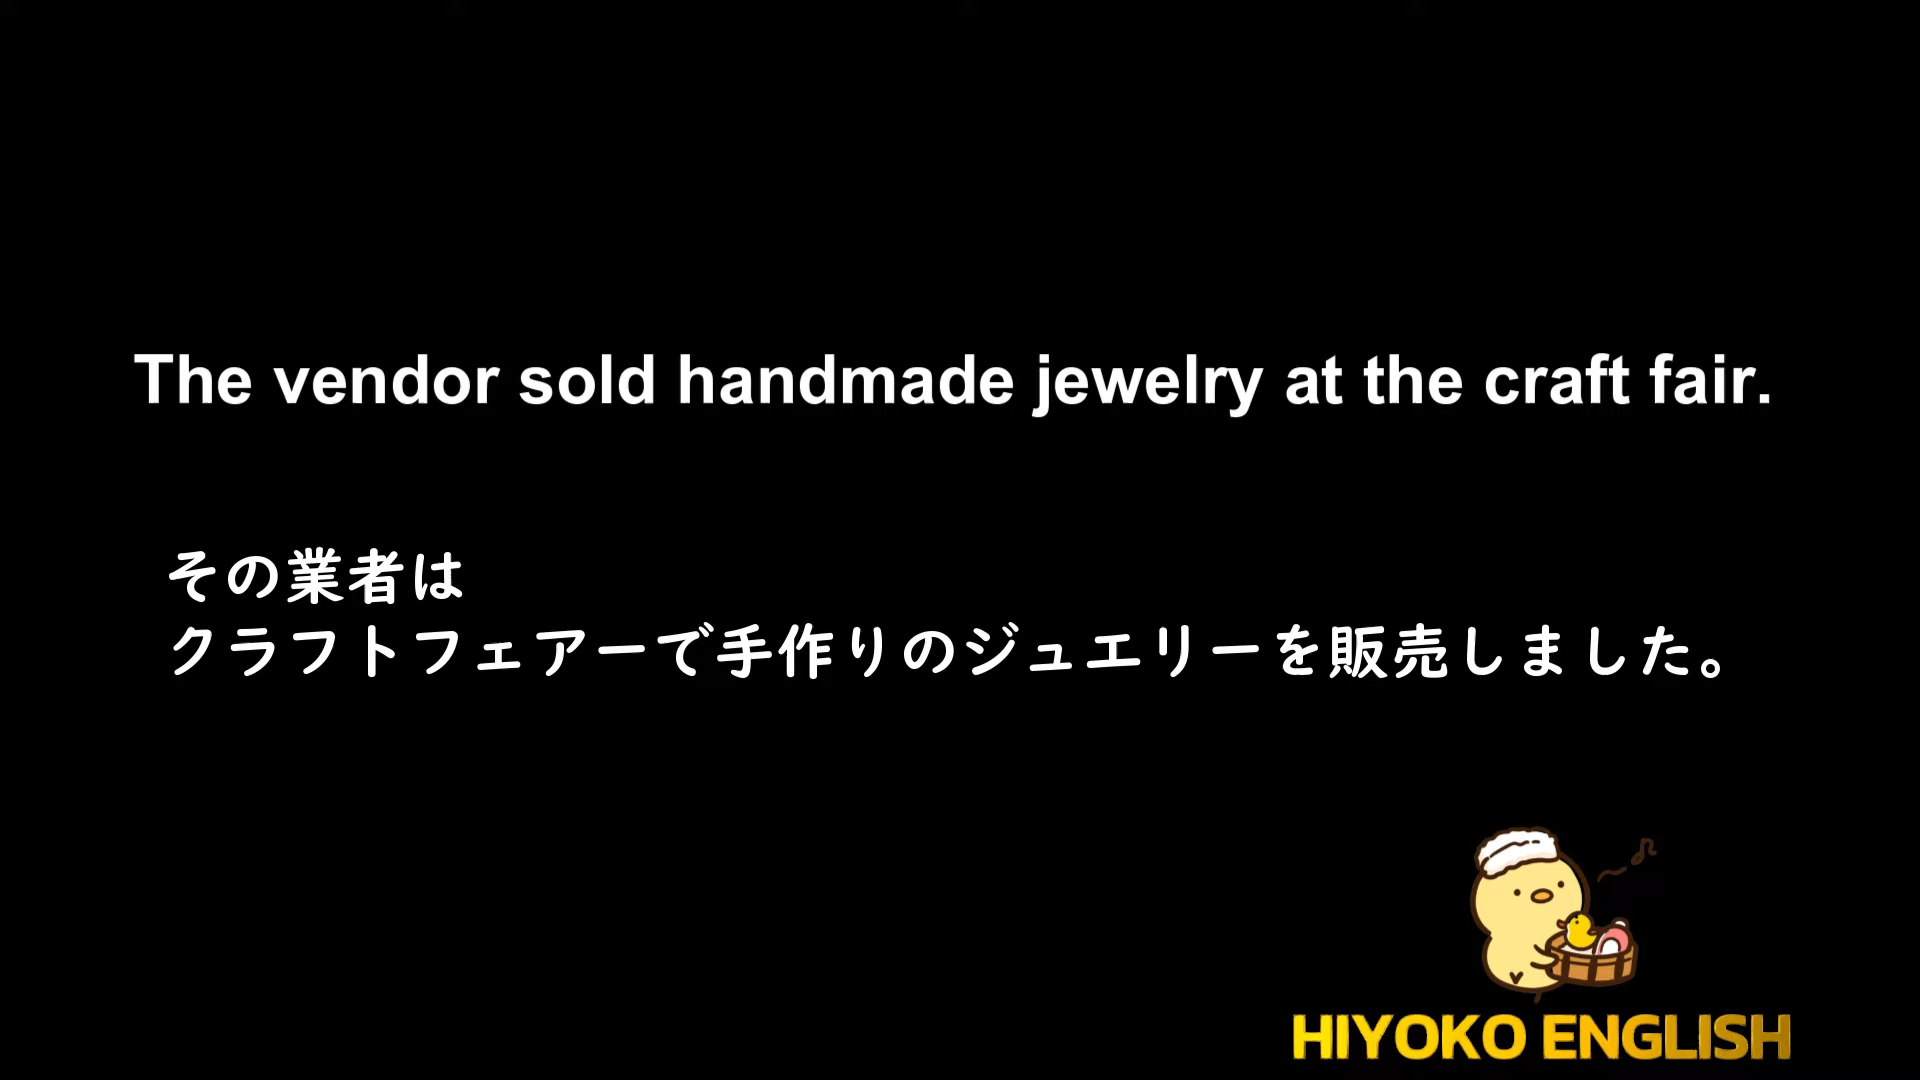 The vendor sold handmade jewelry at the craft fair.
その業者は
クラフトフェアーで手作りのジュエリーを販売しました。
HIYOKO ENGLISH